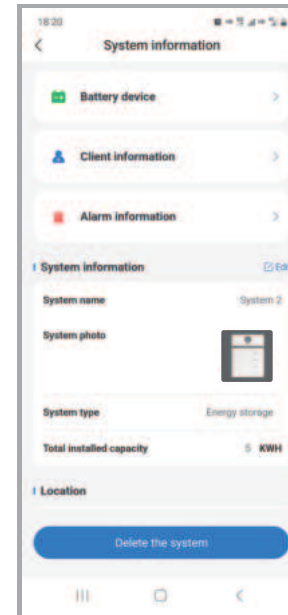 18:20
System information
Battery device
Client information
Alarm information
System information Edit
System name System 2
System photo
System type Energy storage
Total installed capacity 5 KWH
Location
Delete the system